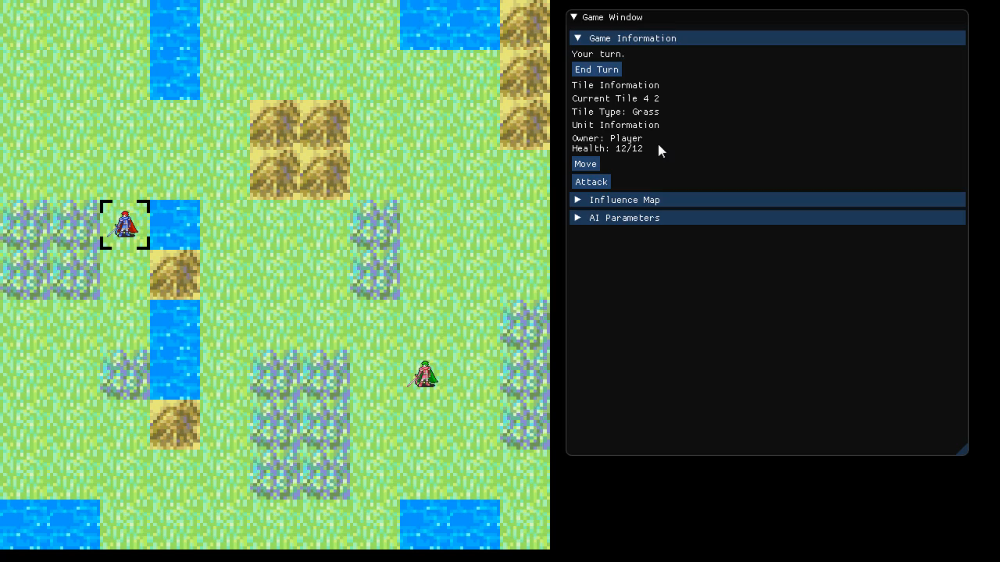 Game Window
Game Information
Your turn.
End Turn
Tile Information
Current Tile 4 2
Tile Type: Grass
Unit Information
Owner: Player
Health: 12/12
Move
Attack
Influence Map
AI Parameters